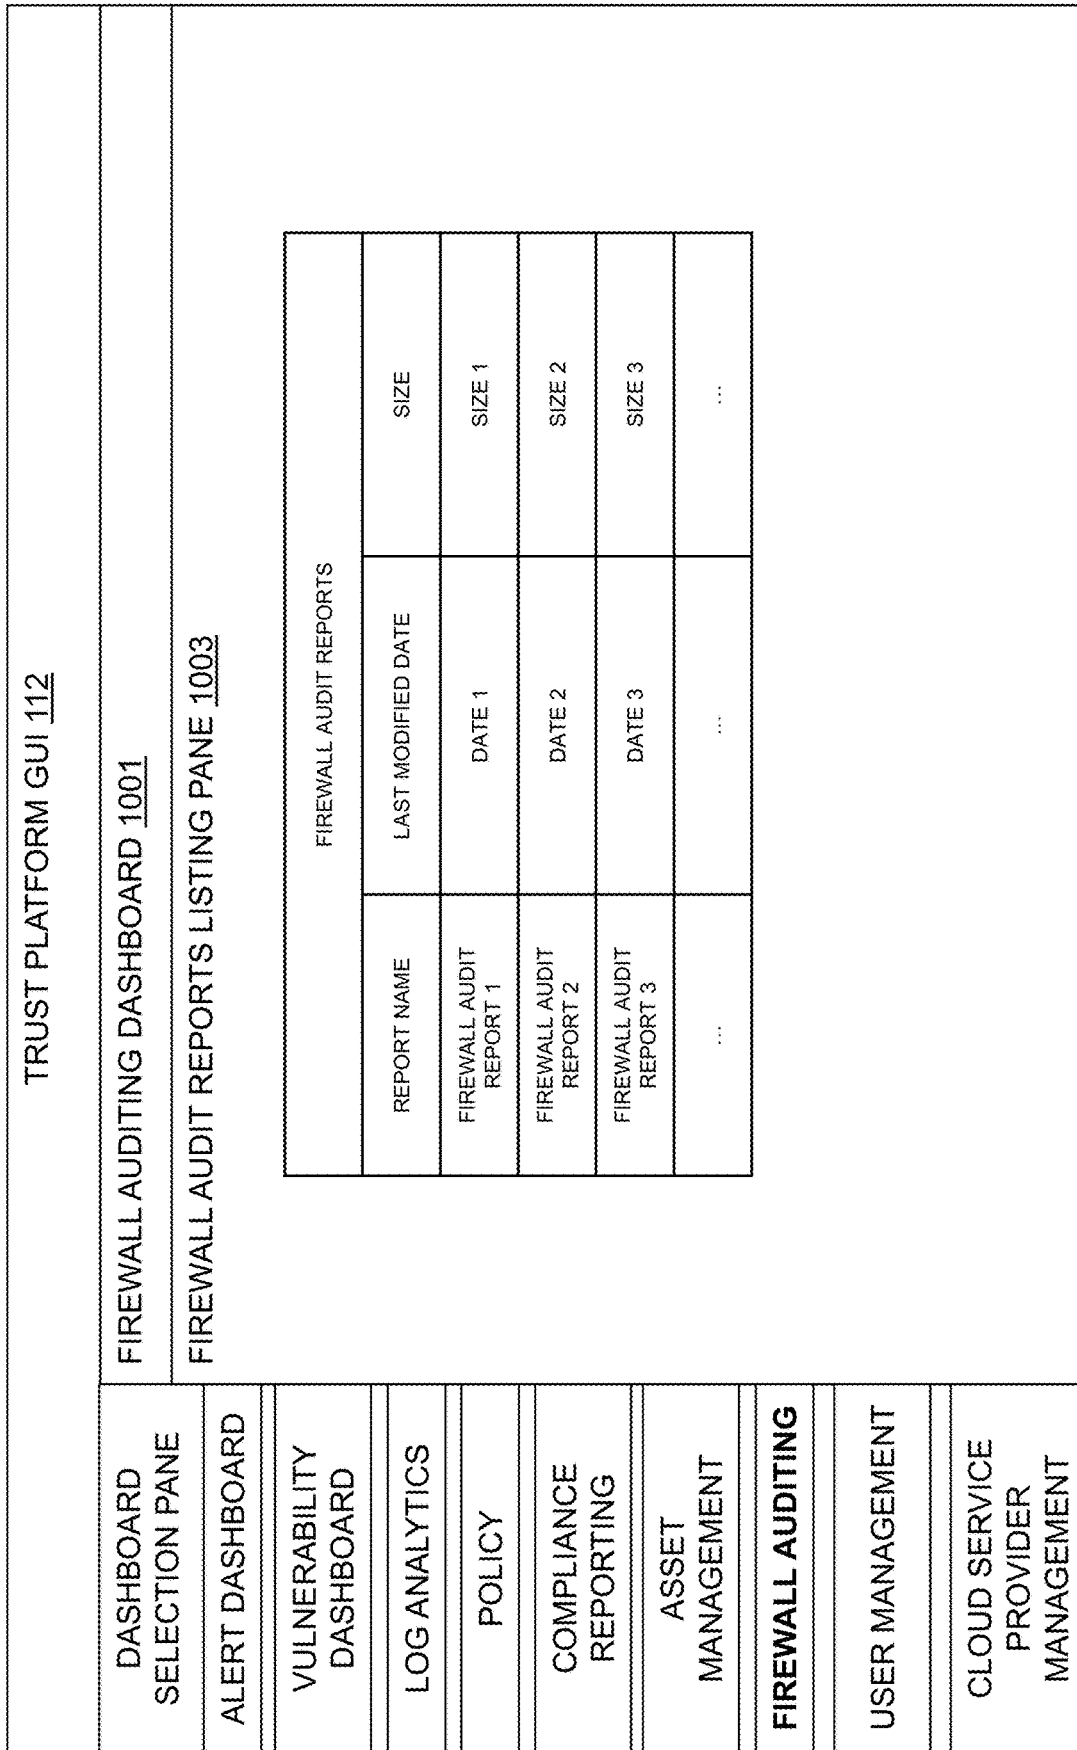 TRUST PLATFORM GUI 112
DASHBOARD
SELECTION PANE
ALERT DASHBOARD
VULNERABILITY
DASHBOARD
LOG ANALYTICS
POLICY
COMPLIANCE
REPORTING
ASSET
MANAGEMENT
FIREWALL AUDITING
USER MANAGEMENT
CLOUD SERVICE
PROVIDER
MANAGEMENT
FIREWALL AUDITING DASHBOARD 1001
FIREWALL AUDIT REPORTS LISTING PANE 1003
FIREWALL AUDIT REPORTS
REPORT NAME LAST MODIFIED DATE SIZE
FIREWALL AUDIT
REPORT 1 DATE 1 SIZE 1
FIREWALL AUDIT
REPORT 2 DATE 2 SIZE 2
FIREWALL AUDIT
REPORT 3 DATE 3 SIZE 3
... ... ...